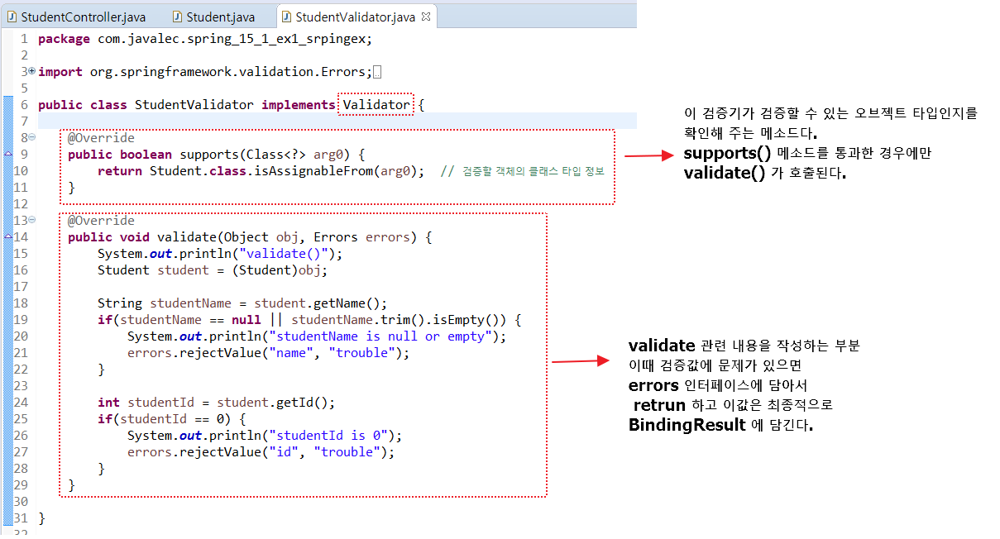 StudentController.java Student.java StudentValidator.java
1 package com.javalec.spring_15_1_ex1_srpingex;
2
3 import org.springframework.validation.Errors;
5
6 public class StudentValidator implements Validator {
7
8 @Override
9 public boolean supports(Class<?> arg0) {
10 return Student.class.isAssignableFrom(arg0); // 검증할 객체의 클래스 타입 정보
11 }
12
13 @Override
14 public void validate(Object obj, Errors errors) {
15 System.out.println("validate()");
16 Student student = (Student)obj;
17
18 String studentName = student.getName();
19 if(studentName == null || studentName.trim().isEmpty()) {
20 System.out.println("studentName is null or empty");
21 errors.rejectValue("name", "trouble");
22 }
23
24 int studentId = student.getId();
25 if(studentId == 0) {
26 System.out.println("studentId is 0");
27 errors.rejectValue("id", "trouble");
28 }
29 }
30
31 }
32
이 검증기가 검증할 수 있는 오브젝트 타입인지를
확인해 주는 메소드다.
supports() 메소드를 통과한 경우에만
validate() 가 호출된다.
validate 관련 내용을 작성하는 부분
이때 검증값에 문제가 있으면
errors 인터페이스에 담아서
retrun 하고 이값은 최종적으로
BindingResult 에 담긴다.